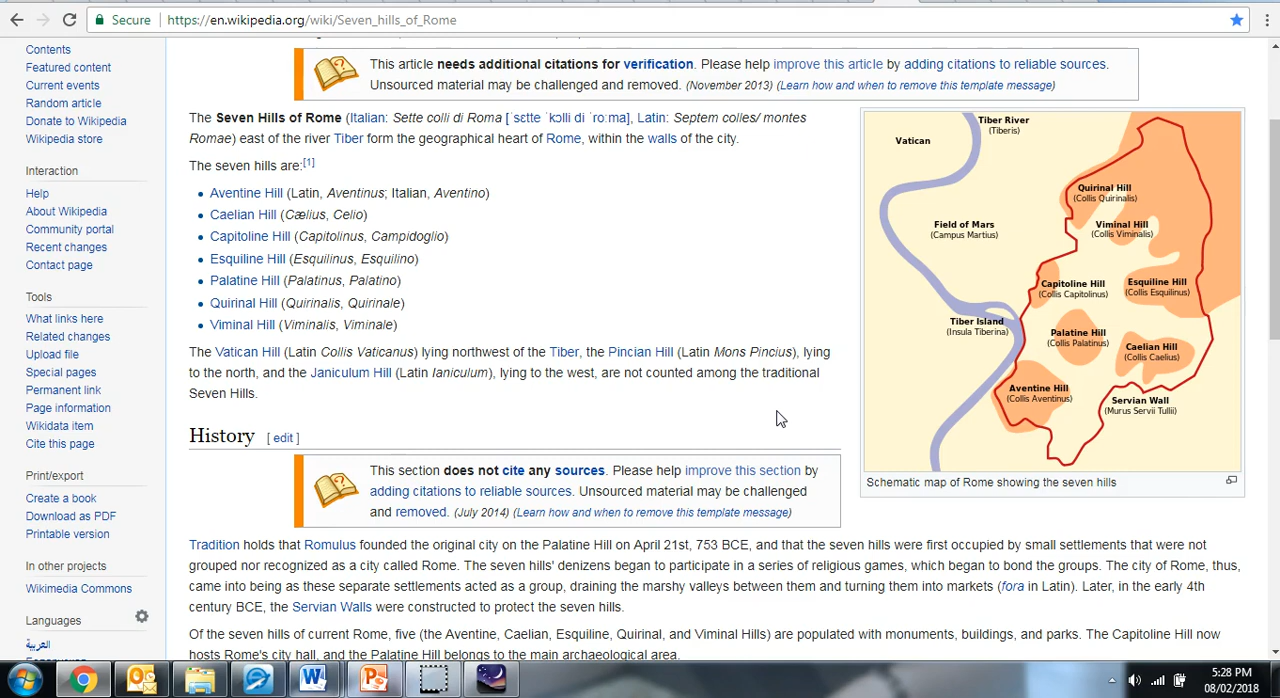 Secure
https://en.wikipedia.org/wiki/Seven_hills_of_Rome
Contents
Featured content
Current events
Random article
Donate to Wikipedia
Wikipedia store
Interaction
Help
About Wikipedia
Community portal
Recent changes
Contact page
Tools
What links here
Related changes
Upload file
Special pages
Permanent link
Page information
Wikidata item
Cite this page
Print/export
Create a book
Download as PDF
Printable version
In other projects
Wikimedia Commons
Languages
العربية
This article needs additional citations for verification. Please help improve this article by adding citations to reliable sources.
Unsourced material may be challenged and removed. (November 2013) (Learn how and when to remove this template message)
The Seven Hills of Rome (Italian: Sette colli di Roma [ˈsɛtte ˈkɔlli di ˈroːma], Latin: Septem colles/ montes
Romae) east of the river Tiber form the geographical heart of Rome, within the walls of the city.
The seven hills are:[1]
Aventine Hill (Latin, Aventinus; Italian, Aventino)
Caelian Hill (Cælius, Celio)
Capitoline Hill (Capitolinus, Campidoglio)
Esquiline Hill (Esquilinus, Esquilino)
Palatine Hill (Palatinus, Palatino)
Quirinal Hill (Quirinalis, Quirinale)
Viminal Hill (Viminalis, Viminale)
The Vatican Hill (Latin Collis Vaticanus) lying northwest of the Tiber, the Pincian Hill (Latin Mons Pincius), lying
to the north, and the Janiculum Hill (Latin Ianiculum), lying to the west, are not counted among the traditional
Seven Hills.
Tiber River
(Tiberis)
Vatican
Quirinal Hill
(Collis Quirinalis)
Field of Mars
(Campus Martius)
Viminal Hill
(Collis Viminalis)
Capitoline Hill
(Collis Capitolinus)
Esquiline Hill
(Collis Esquilinus)
Tiber Island
(Insula Tiberina)
Palatine Hill
(Collis Palatinus)
Caelian Hill
(Collis Caelius)
Aventine Hill
(Collis Aventinus)
Servian Wall
(Murus Servii Tullii)
Schematic map of Rome showing the seven hills
History [ edit ]
This section does not cite any sources. Please help improve this section by
adding citations to reliable sources. Unsourced material may be challenged
and removed. (July 2014) (Learn how and when to remove this template message)
Tradition holds that Romulus founded the original city on the Palatine Hill on April 21st, 753 BCE, and that the seven hills were first occupied by small settlements that were not
grouped nor recognized as a city called Rome. The seven hills' denizens began to participate in a series of religious games, which began to bond the groups. The city of Rome, thus,
came into being as these separate settlements acted as a group, draining the marshy valleys between them and turning them into markets (fora in Latin). Later, in the early 4th
century BCE, the Servian Walls were constructed to protect the seven hills.
Of the seven hills of current Rome, five (the Aventine, Caelian, Esquiline, Quirinal, and Viminal Hills) are populated with monuments, buildings, and parks. The Capitoline Hill now
hosts Rome's city hall, and the Palatine Hill belongs to the main archaeological area.
5:28 PM
08/02/2018